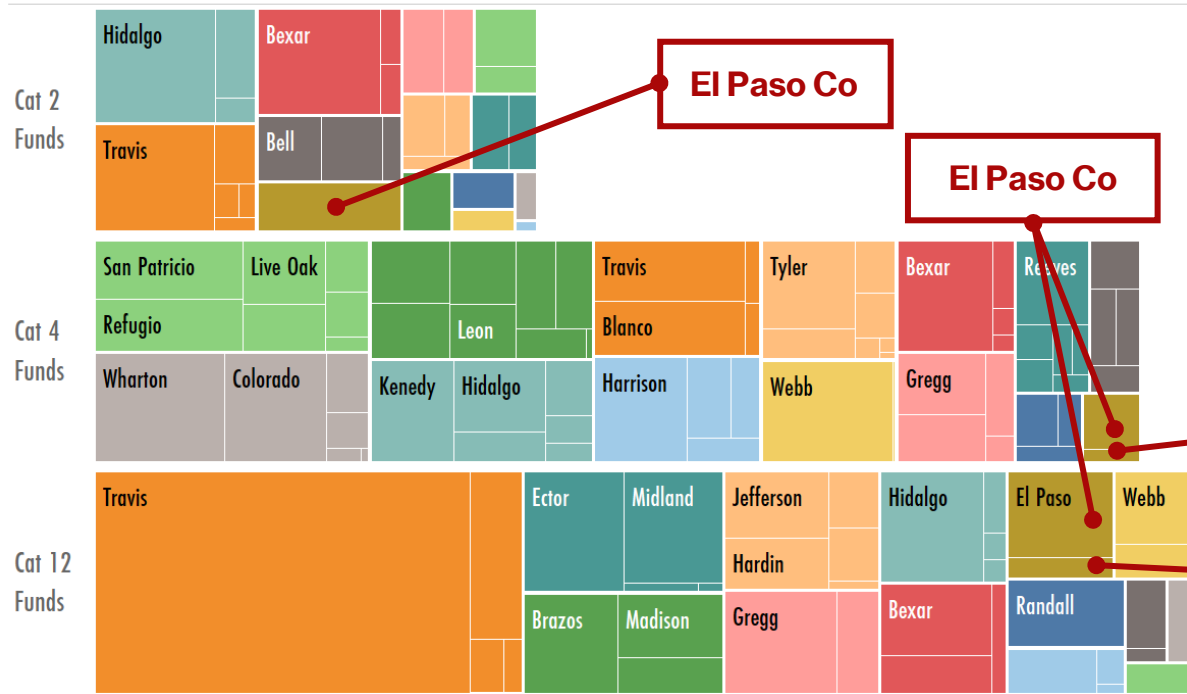 Hidalgo
Bexar
El Paso Co
Cat 2
Funds
Travis
Bell
El Paso Co
San Patricio
Live Oak
Travis
Tyler
Bexar
Reeves
Refugio
Leon
Blanco
Cat 4
Funds
Wharton
Colorado
Kenedy
Hidalgo
Harrison
Webb
Gregg
Travis
Ector
Midland
Jefferson
Hidalgo
El Paso
Webb
Hardin
Cat 12
Funds
Brazos
Madison
Gregg
Bexar
Randall